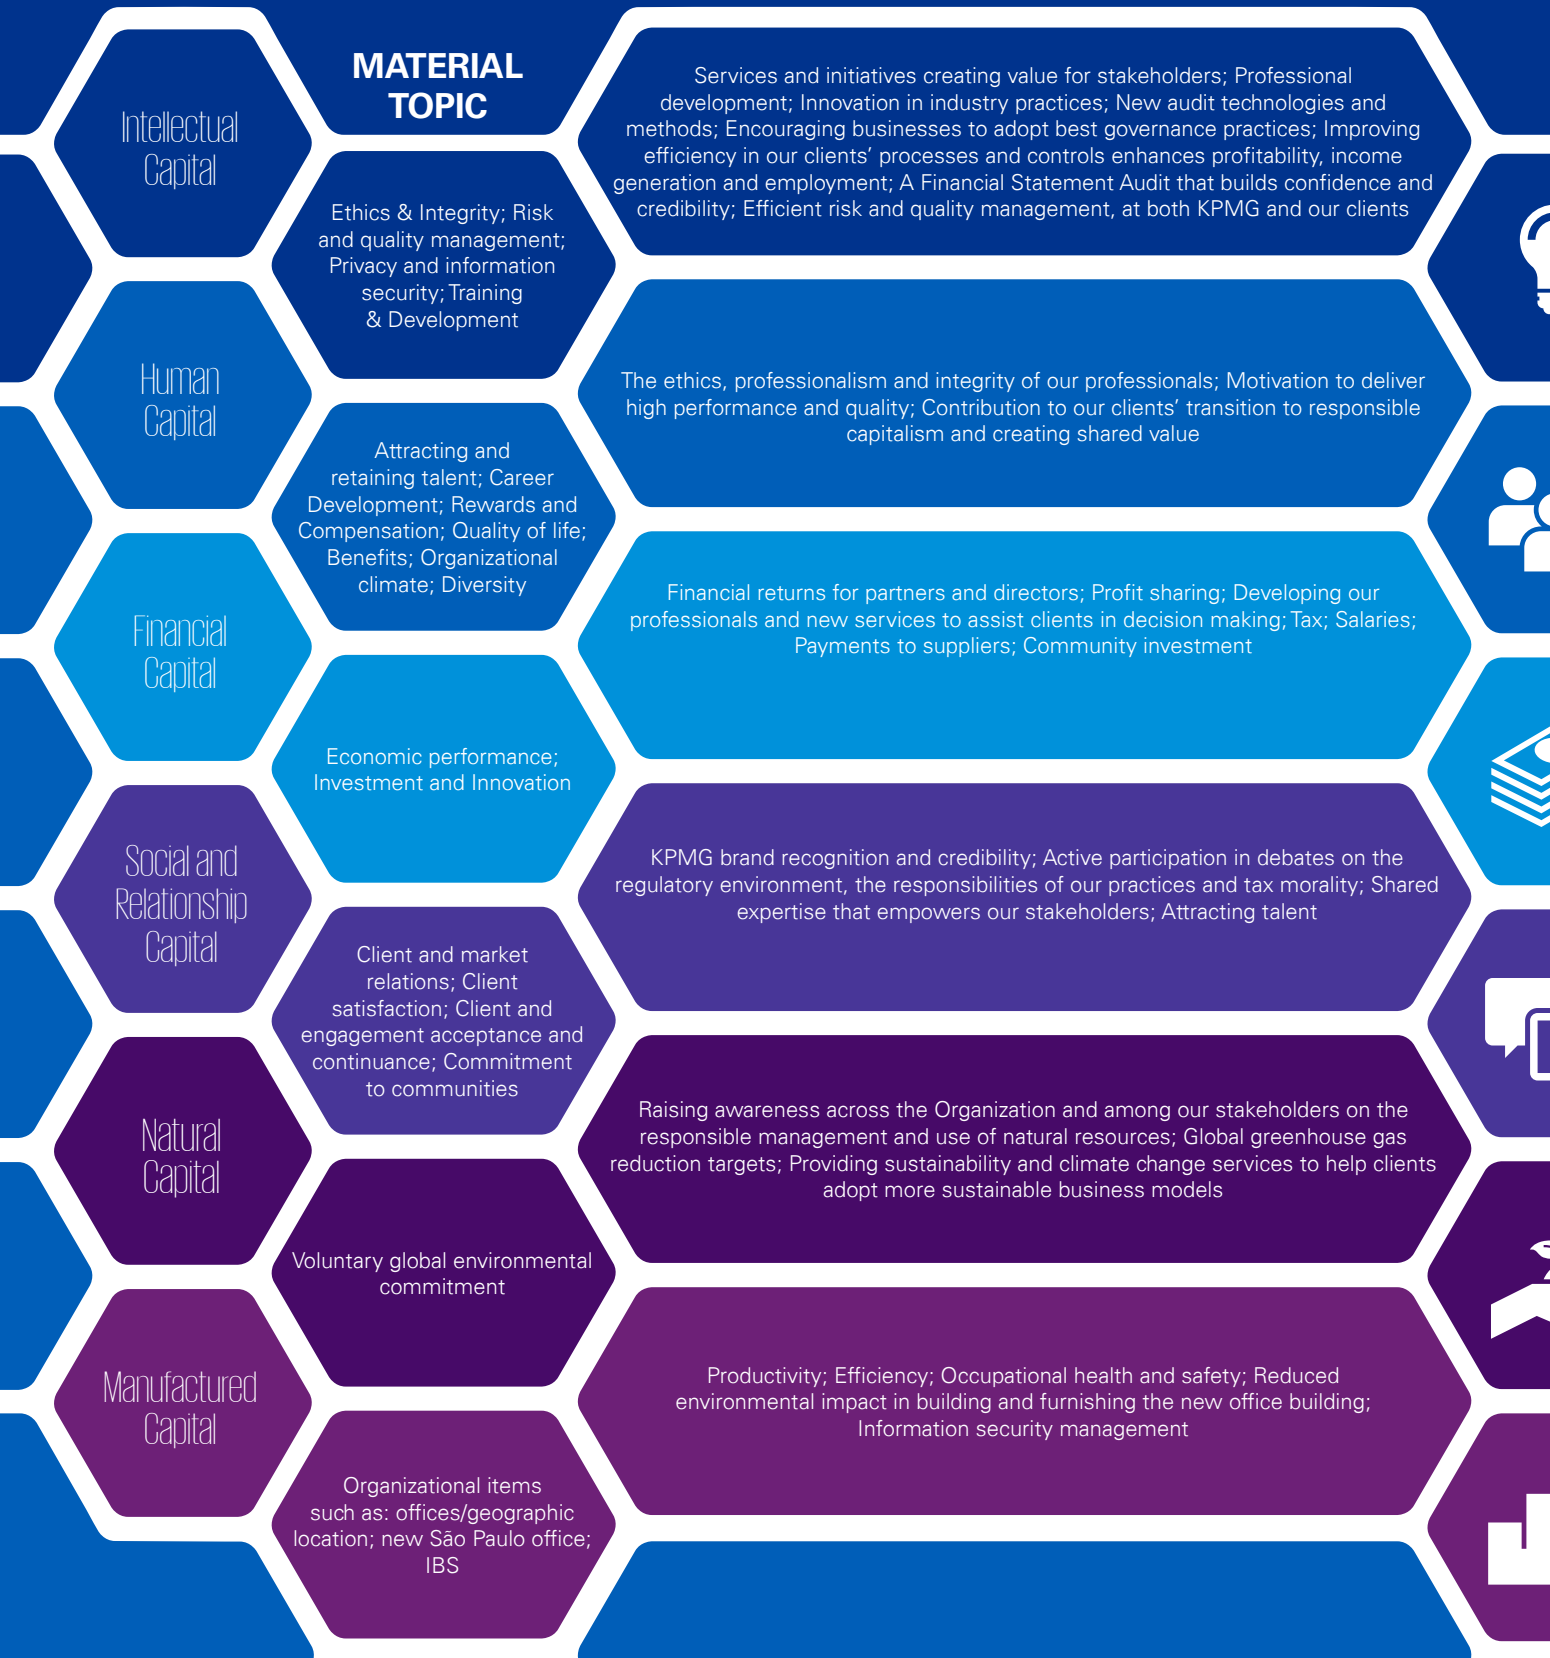 MATERIAL
TOPIC
Intellectual
Capital
Ethics & Integrity; Risk
and quality management;
Privacy and information
security; Training
& Development
Services and initiatives creating value for stakeholders; Professional
development; Innovation in industry practices; New audit technologies and
methods; Encouraging businesses to adopt best governance practices; Improving
efficiency in our clients’ processes and controls enhances profitability, income
generation and employment; A Financial Statement Audit that builds confidence and
credibility; Efficient risk and quality management, at both KPMG and our clients
Human
Capital
Attracting and
retaining talent; Career
Development; Rewards and
Compensation; Quality of life;
Benefits; Organizational
climate; Diversity
The ethics, professionalism and integrity of our professionals; Motivation to deliver
high performance and quality; Contribution to our clients’ transition to responsible
capitalism and creating shared value
Financial
Capital
Economic performance;
Investment and Innovation
Financial returns for partners and directors; Profit sharing; Developing our
professionals and new services to assist clients in decision making; Tax; Salaries;
Payments to suppliers; Community investment
Social and
Relationship
Capital
Client and market
relations; Client
satisfaction; Client and
engagement acceptance and
continuance; Commitment
to communities
KPMG brand recognition and credibility; Active participation in debates on the
regulatory environment, the responsibilities of our practices and tax morality; Shared
expertise that empowers our stakeholders; Attracting talent
Natural
Capital
Voluntary global environmental
commitment
Raising awareness across the Organization and among our stakeholders on the
responsible management and use of natural resources; Global greenhouse gas
reduction targets; Providing sustainability and climate change services to help clients
adopt more sustainable business models
Manufactured
Capital
Organizational items
such as: offices/geographic
location; new São Paulo office;
IBS
Productivity; Efficiency; Occupational health and safety; Reduced
environmental impact in building and furnishing the new office building;
Information security management